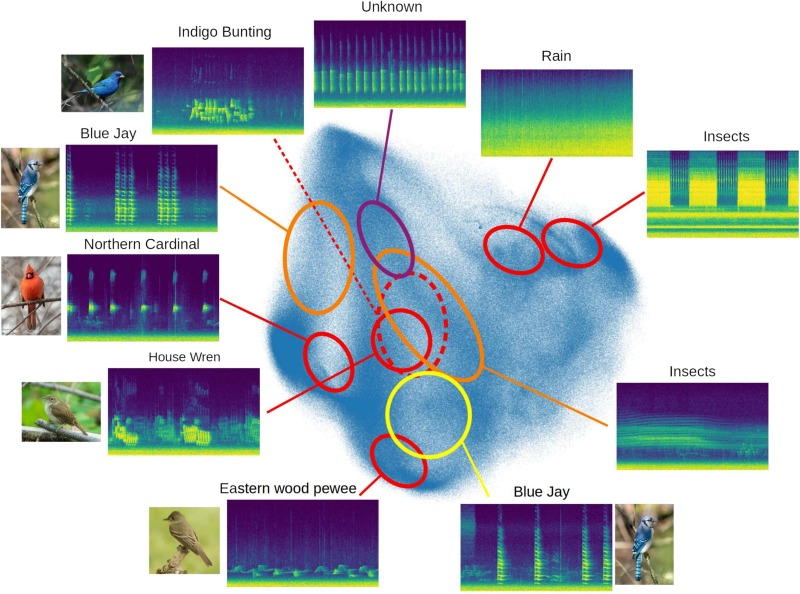 Unknown
Indigo Bunting
Rain
Blue Jay
Insects
Northern Cardinal
House Wren
Insects
Eastern wood pewee
Blue Jay